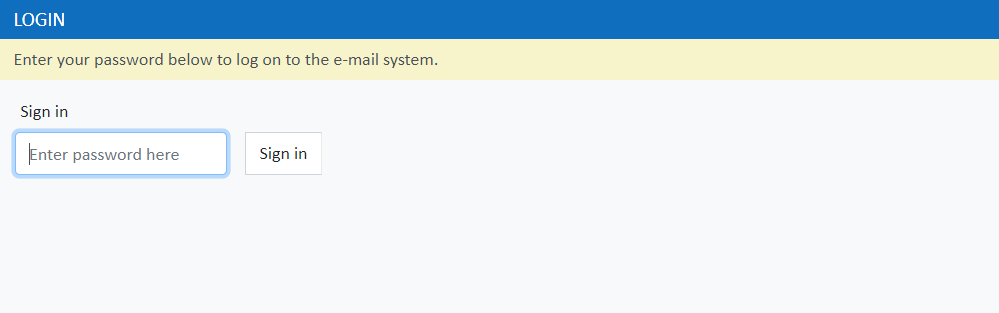 LOGIN
Enter your password below to log on to the e-mail system.
Sign in
Enter password here
Sign in